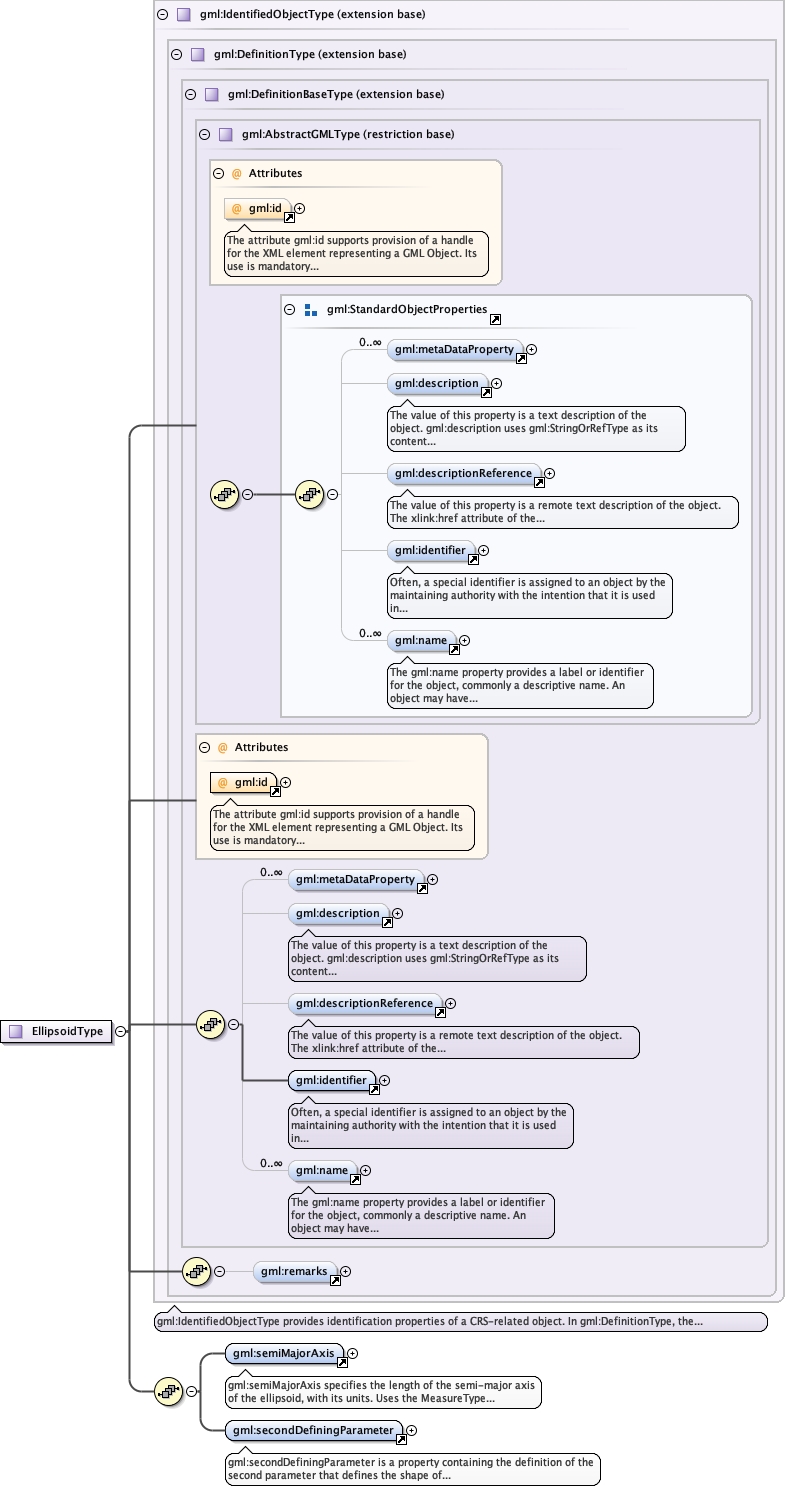 gml:IdentifiedObjectType (extension base)
gml:DefinitionType (extension base)
gml:DefinitionBaseType (extension base)
gml:AbstractGMLType (restriction base)
@ Attributes
@ gml:id
The attribute gml:id supports provision of a handle
for the XML element representing a GML Object. Its
use is mandatory...
gml:StandardObjectProperties
0..∞
gml:metaDataProperty
gml:description
The value of this property is a text description of the
object. gml:description uses gml:StringOrRefType as its
content...
gml:descriptionReference
The value of this property is a remote text description of the object.
The xlink:href attribute of the...
gml:identifier
Often, a special identifier is assigned to an object by the
maintaining authority with the intention that it is used
in...
0..∞
gml:name
The gml:name property provides a label or identifier
for the object, commonly a descriptive name. An
object may have...
@ Attributes
@ gml:id
The attribute gml:id supports provision of a handle
for the XML element representing a GML Object. Its
use is mandatory...
0..∞
gml:metaDataProperty
gml:description
The value of this property is a text description of the
object. gml:description uses gml:StringOrRefType as its
content...
gml:descriptionReference
The value of this property is a remote text description of the object.
The xlink:href attribute of the...
EllipsoidType
gml:identifier
Often, a special identifier is assigned to an object by the
maintaining authority with the intention that it is used
in...
0..∞
gml:name
The gml:name property provides a label or identifier
for the object, commonly a descriptive name. An
object may have...
gml:remarks
gml:IdentifiedObjectType provides identification properties of a CRS-related object. In gml:DefinitionType, the...
gml:semiMajorAxis
gml:semiMajorAxis specifies the length of the semi-major axis
of the ellipsoid, with its units. Uses the MeasureType...
gml:secondDefiningParameter
gml:secondDefiningParameter is a property containing the definition of the
second parameter that defines the shape of...